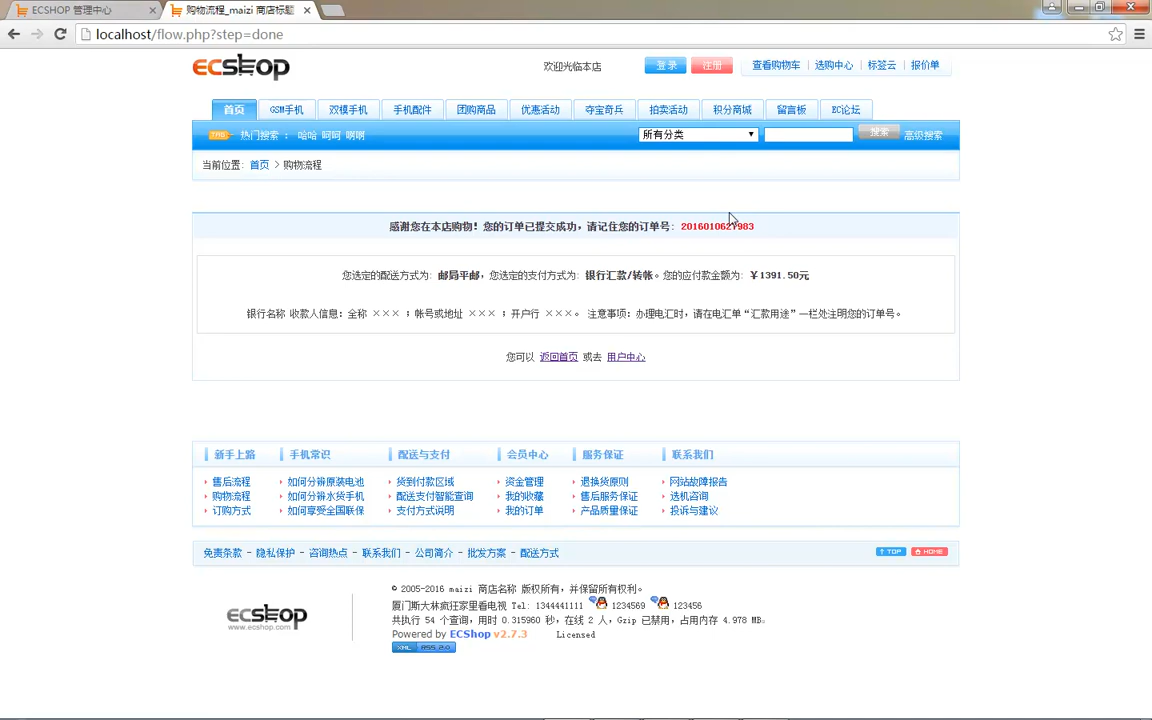 ECSHOP 管理中心
购物流程_maizi 商店标题
localhost/flow.php?step=done
ECSHOP
欢迎光临本店
登录 注册 查看购物车 选购中心 标签云 报价单
首页 GSM手机 双模手机 手机配件 团购商品 优惠活动 夺宝奇兵 拍卖活动 积分商城 留言板 EC论坛
热门搜索 : 哈哈 呵呵 啊啊 所有分类 搜索 高级搜索
当前位置: 首页 > 购物流程
感谢您在本店购物！您的订单已提交成功，请记住您的订单号: 2016010627983
您选定的配送方式为: 邮局平邮，您选定的支付方式为: 银行汇款/转帐。您的应付款金额为: ￥1391.50元
银行名称 收款人信息：全称 ××× ；帐号或地址 ××× ；开户行 ×××。 注意事项：办理电汇时，请在电汇单“汇款用途”一栏处注明您的订单号。
您可以 返回首页 或去 用户中心
新手上路 手机常识 配送与支付 会员中心 服务保证 联系我们
售后流程 如何分辨原装电池 货到付款区域 资金管理 退换货原则 网站故障报告
购物流程 如何分辨水货手机 配送支付智能查询 我的收藏 售后服务保证 选机咨询
订购方式 如何享受全国联保 支付方式说明 我的订单 产品质量保证 投诉与建议
免责条款 - 隐私保护 - 咨询热点 - 联系我们 - 公司简介 - 批发方案 - 配送方式
TOP HOME
ECSHOP
www.ecshop.com
© 2005-2016 maizi 商店名称 版权所有，并保留所有权利。
厦门斯大林疯狂家里看电视 Tel: 1344441111 1234569 123456
共执行 54 个查询，用时 0.315960 秒，在线 2 人，Gzip 已禁用，占用内存 4.978 MB。
Powered by ECShop v2.7.3 Licensed
XML RSS 2.0